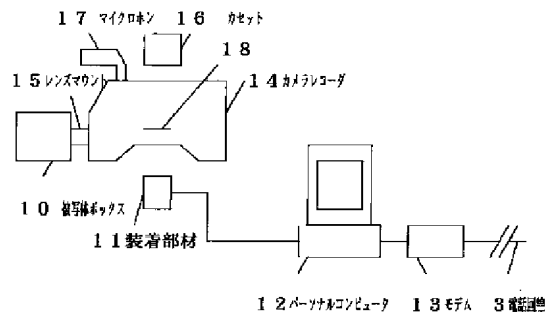 17 マイクロホン 16 カセット
18
15 レンズマウント
14 カメラレコーダ
10 被写体ボックス
11 装着部材
12 パーソナルコンピュータ 13 モデム 3 電話回線